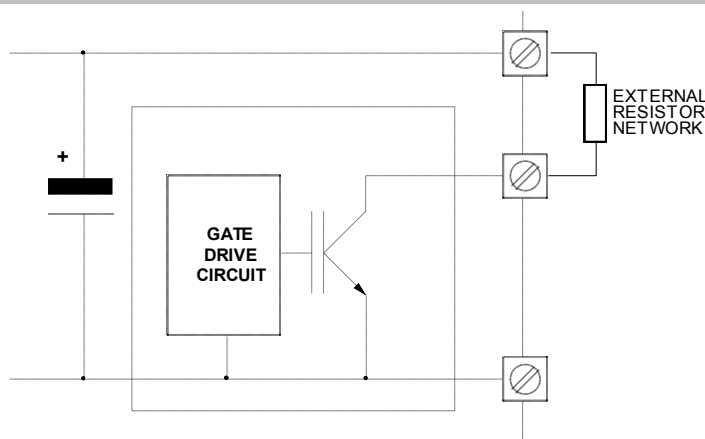 EXTERNAL
RESISTOR
NETWORK
+
GATE
DRIVE
CIRCUIT